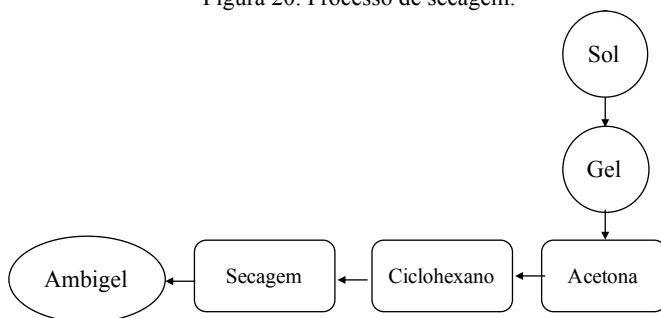 Figura 20: Processo de secagem.
Sol
Gel
Acetona
Ciclohexano
Secagem
Ambigel